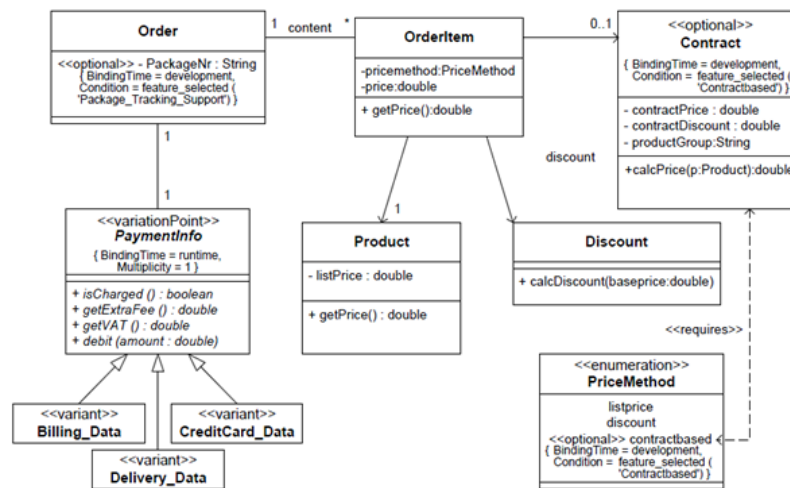 Order
<<optional>> - PackageNr : String
{ BindingTime = development,
Condition = feature_selected (
'Package_Tracking_Support') }
1
content
*
OrderItem
-pricemethod:PriceMethod
-price:double
+ getPrice():double
0..1
<<optional>>
Contract
{ BindingTime = development,
Condition = feature_selected (
'Contractbased') }
- contractPrice : double
- contractDiscount : double
- productGroup:String
+calcPrice(p:Product):double
1
1
discount
<<variationPoint>>
PaymentInfo
{ BindingTime = runtime,
Multiplicity = 1 }
+ isCharged () : boolean
+ getExtraFee () : double
+ getVAT () : double
+ debit (amount : double)
1
Product
- listPrice : double
+ getPrice() : double
Discount
+ calcDiscount(baseprice:double)
<<requires>>
<<variant>>
Billing_Data
<<variant>>
CreditCard_Data
<<variant>>
Delivery_Data
<<enumeration>>
PriceMethod
listprice
discount
<<optional>> contractbased
{ BindingTime = development,
Condition = feature_selected (
'Contractbased') }